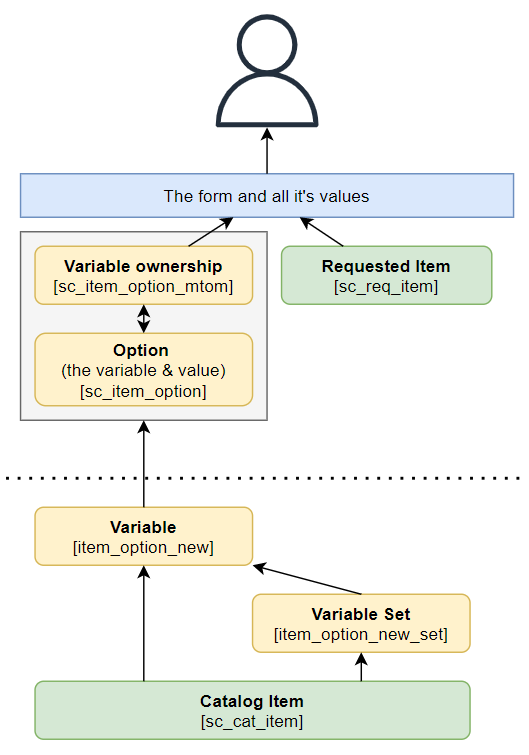 The form and all it's values
Variable ownership
[sc_item_option_mtom]
Requested Item
[sc_req_item]
Option
(the variable & value)
[sc_item_option]
Variable
[item_option_new]
Variable Set
[item_option_new_set]
Catalog Item
[sc_cat_item]